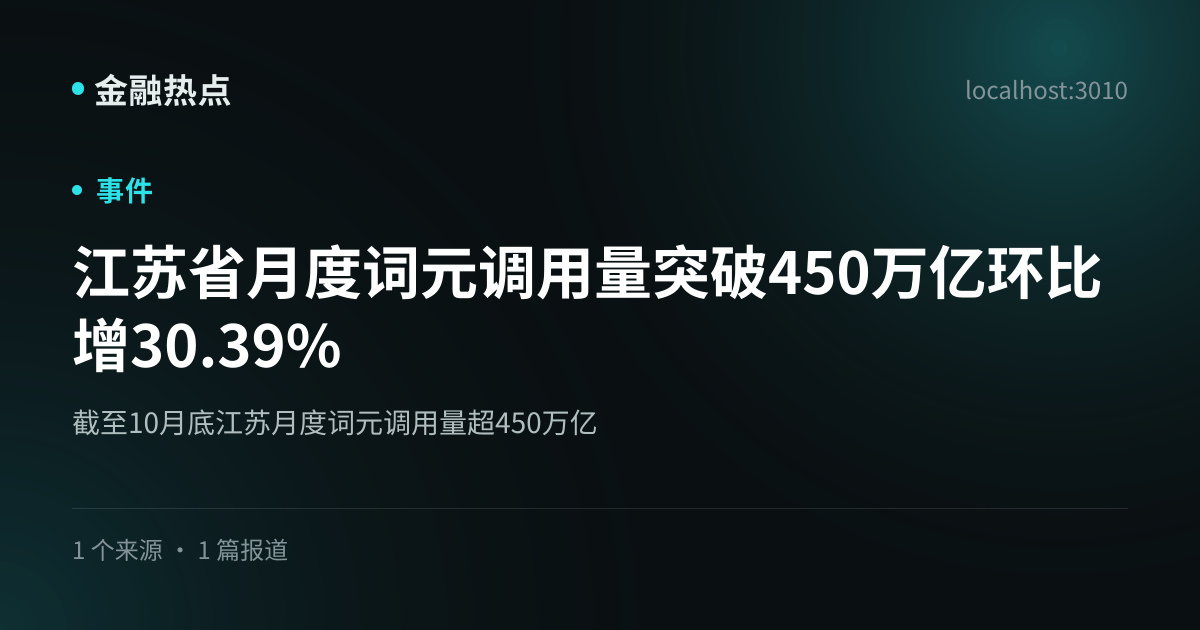 金融热点
localhost:3010
事件
江苏省月度词元调用量突破450万亿环比
增30.39%
截至10月底江苏月度词元调用量超450万亿
1 个来源 · 1 篇报道